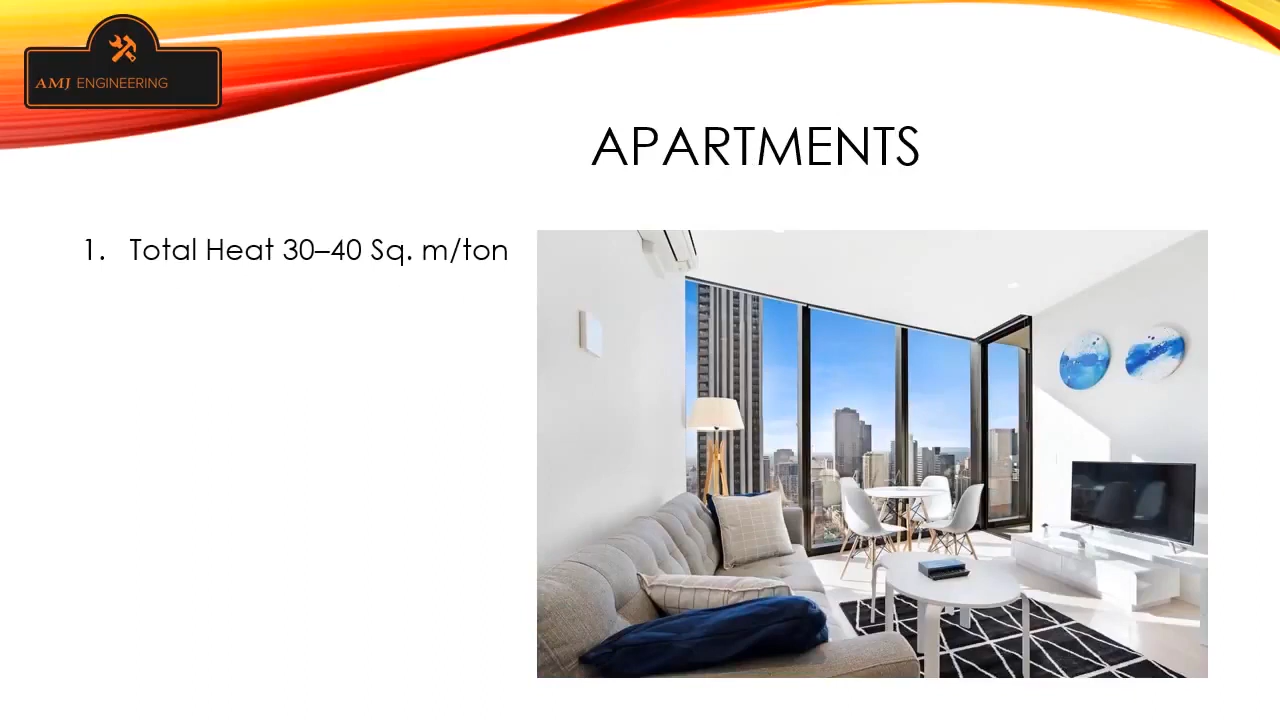 AMJ ENGINEERING
APARTMENTS
1. Total Heat 30–40 Sq. m/ton